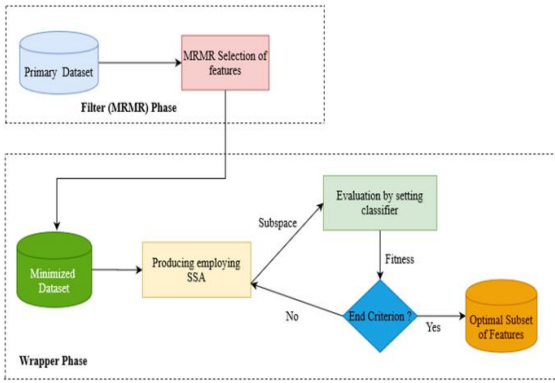 Primary Dataset
MRMR Selection of
features
Filter (MRMR) Phase
Evaluation by setting
classifier
Subspace
Producing employing
SSA
Minimized
Dataset
Fitness
No
End Criterion ?
Yes
Optimal Subset
of Features
Wrapper Phase